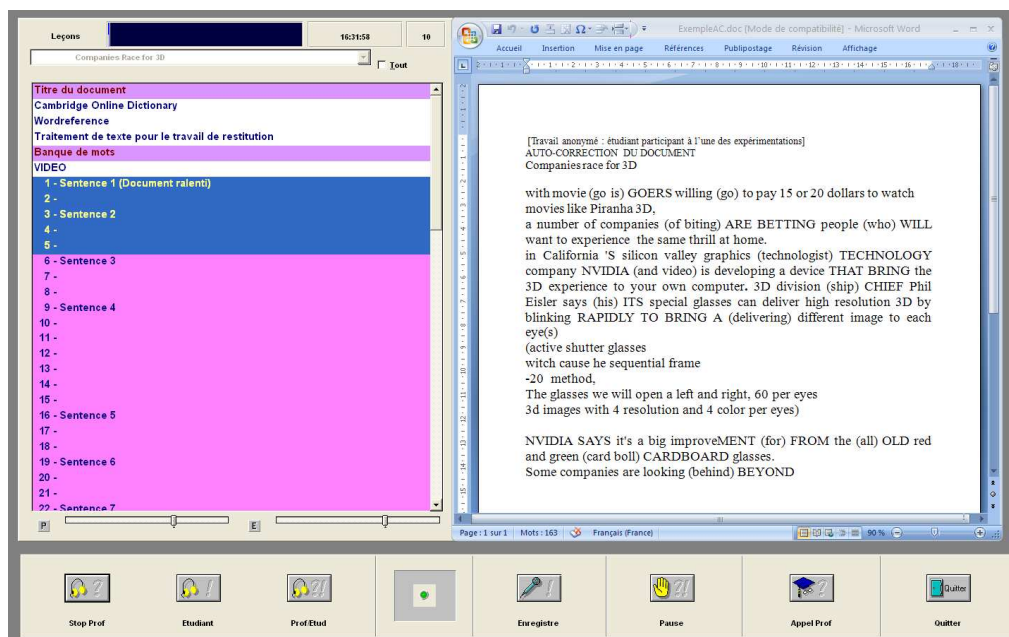 Leçons
16:31:58
10
Companies Race for 3D
Tout
Titre du document
Cambridge Online Dictionary
Wordreference
Traitement de texte pour le travail de restitution
Banque de mots
VIDEO
1 - Sentence 1 (Document ralenti)
2 -
3 - Sentence 2
4 -
5 -
6 - Sentence 3
7 -
8 -
9 - Sentence 4
10 -
11 -
12 -
13 -
14 -
15 -
16 - Sentence 5
17 -
18 -
19 - Sentence 6
20 -
21 -
22 - Sentence 7
P
E
ExempleAC.doc [Mode de compatibilité] - Microsoft Word
Accueil Insertion Mise en page Références Publipostage Révision Affichage
[Travail anonymé : étudiant participant à l'une des expérimentations]
AUTO-CORRECTION DU DOCUMENT
Companies race for 3D
with movie (go is) GOERS willing (go) to pay 15 or 20 dollars to watch
movies like Piranha 3D,
a number of companies (of biting) ARE BETTING people (who) WILL
want to experience the same thrill at home.
in California 'S silicon valley graphics (technologist) TECHNOLOGY
company NVIDIA (and video) is developing a device THAT BRING the
3D experience to your own computer. 3D division (ship) CHIEF Phil
Eisler says (his) ITS special glasses can deliver high resolution 3D by
blinking RAPIDLY TO BRING A (delivering) different image to each
eye(s)
(active shutter glasses
witch cause he sequential frame
-20 method,
The glasses we will open a left and right, 60 per eyes
3d images with 4 resolution and 4 color per eyes)
NVIDIA SAYS it's a big improveMENT (for) FROM the (all) OLD red
and green (card boll) CARDBOARD glasses.
Some companies are looking (behind) BEYOND
Page : 1 sur 1 Mots : 163 Français (France) 90 %
Stop Prof
Etudiant
Prof/Etud
Enregistre
Pause
Appel Prof
Quitter
Quitter